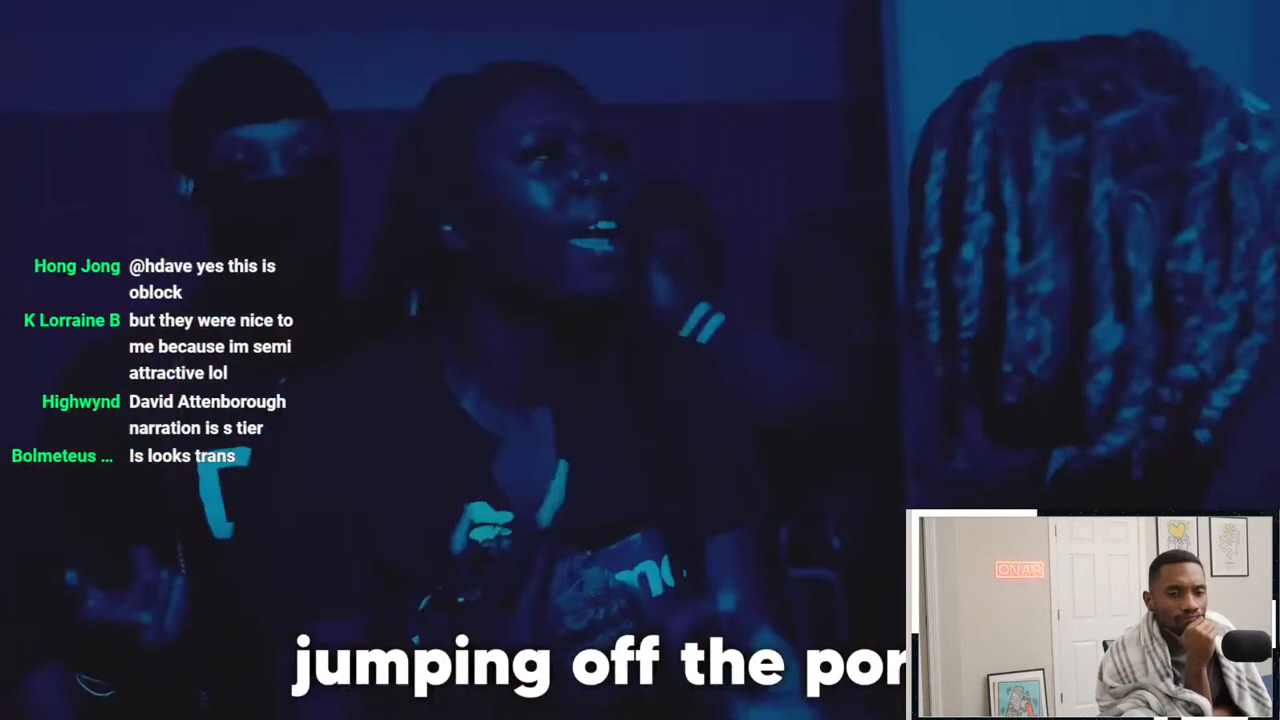 Hong Jong @hdave yes this is
oblock
K Lorraine B but they were nice to
me because im semi
attractive lol
Highwynd David Attenborough
narration is s tier
Bolmeteus ... Is looks trans
jumping off the por
ON AIR